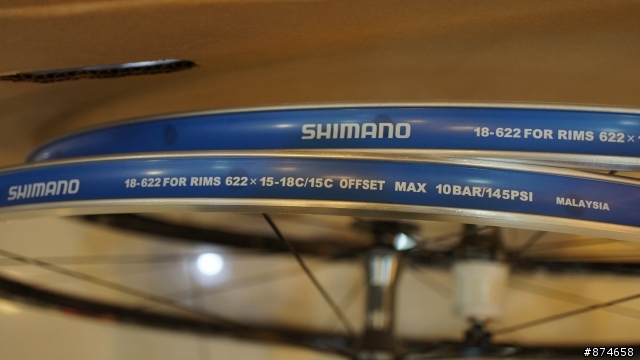 SHIMANO 18-622 FOR RIMS 622×
SHIMANO 18-622 FOR RIMS 622×15-18C/15C OFFSET MAX 10BAR/145PSI MALAYSIA
#874658